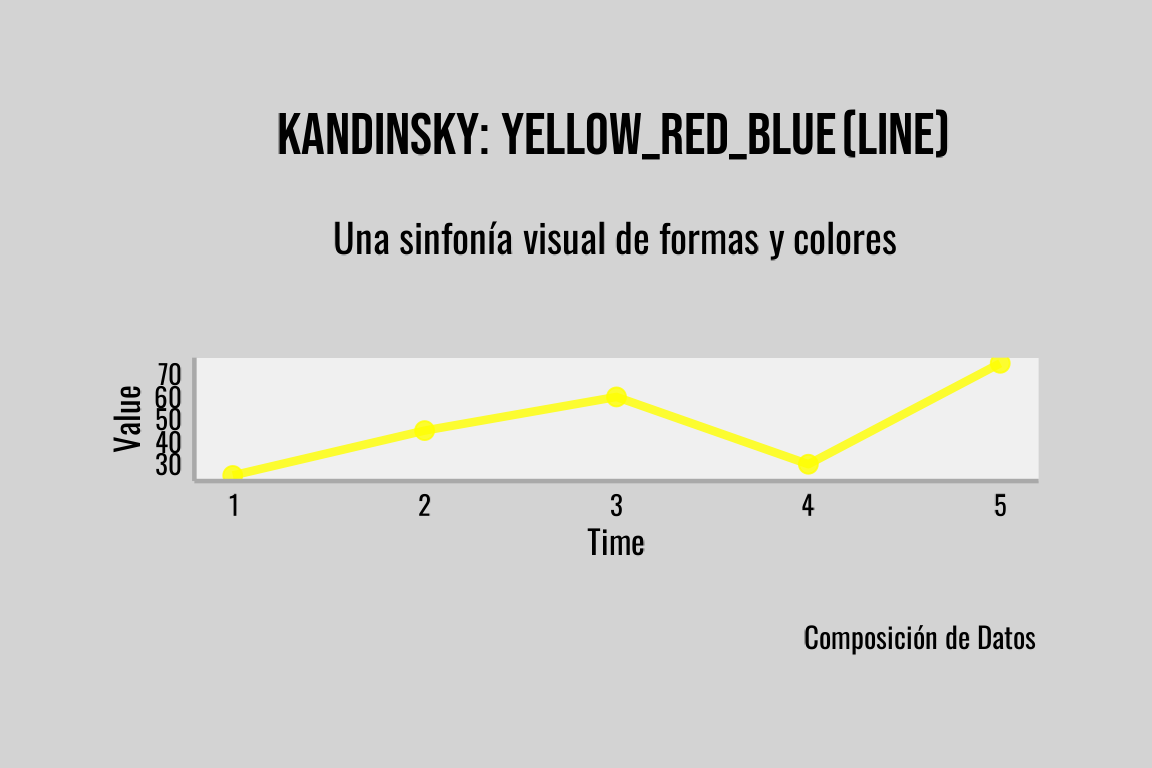 KANDINSKY: YELLOW_RED_BLUE (LINE)
Una sinfonía visual de formas y colores
Value
70
60
50
40
30
1 2 3 4 5
Time
Composición de Datos